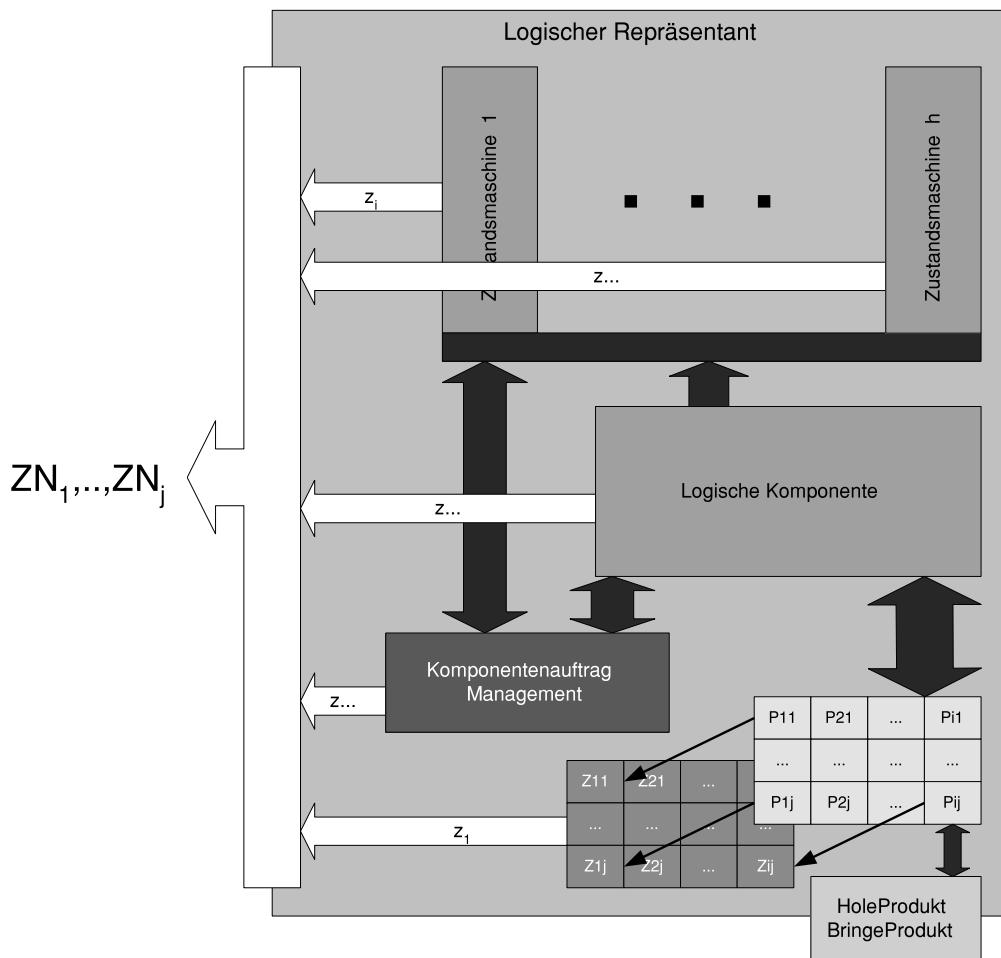 Logischer Repräsentant
Zustandsmaschine 1
Zustandsmaschine h
zi
z...
ZN1,..,ZNj
Logische Komponente
z...
Komponentenauftrag
Management
z...
P11 P21 ... Pi1
... ... ... ...
P1j P2j ... Pij
Z11 Z21 ...
... ... ... ...
Z1j Z2j ... Zij
z1
HoleProdukt
BringeProdukt